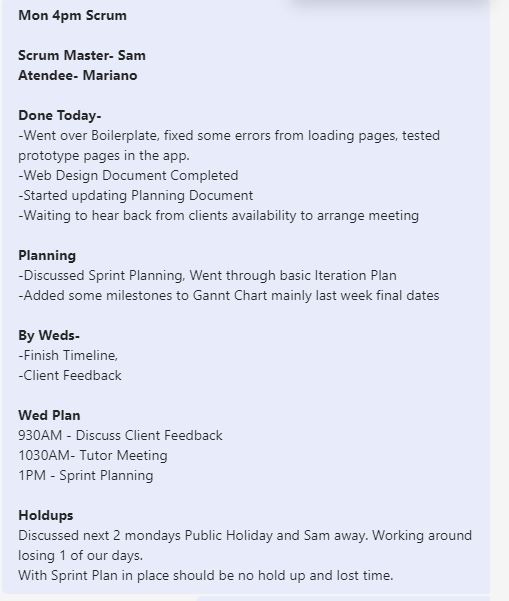 Mon 4pm Scrum
Scrum Master- Sam
Atendee- Mariano
Done Today-
-Went over Boilerplate, fixed some errors from loading pages, tested
prototype pages in the app.
-Web Design Document Completed
-Started updating Planning Document
-Waiting to hear back from clients availability to arrange meeting
Planning
-Discussed Sprint Planning, Went through basic Iteration Plan
-Added some milestones to Gannt Chart mainly last week final dates
By Weds-
-Finish Timeline,
-Client Feedback
Wed Plan
930AM - Discuss Client Feedback
1030AM- Tutor Meeting
1PM - Sprint Planning
Holdups
Discussed next 2 mondays Public Holiday and Sam away. Working around
losing 1 of our days.
With Sprint Plan in place should be no hold up and lost time.